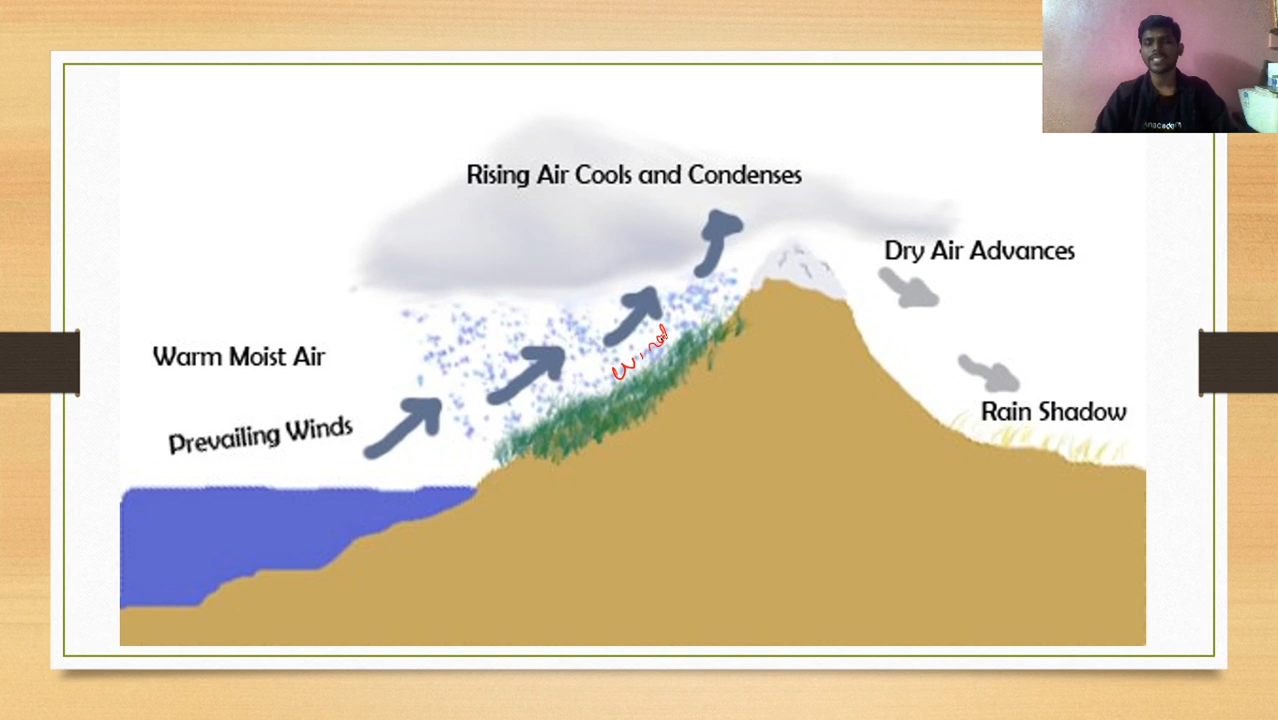 Rising Air Cools and Condenses
Dry Air Advances
Warm Moist Air
Wind
Rain Shadow
Prevailing Winds